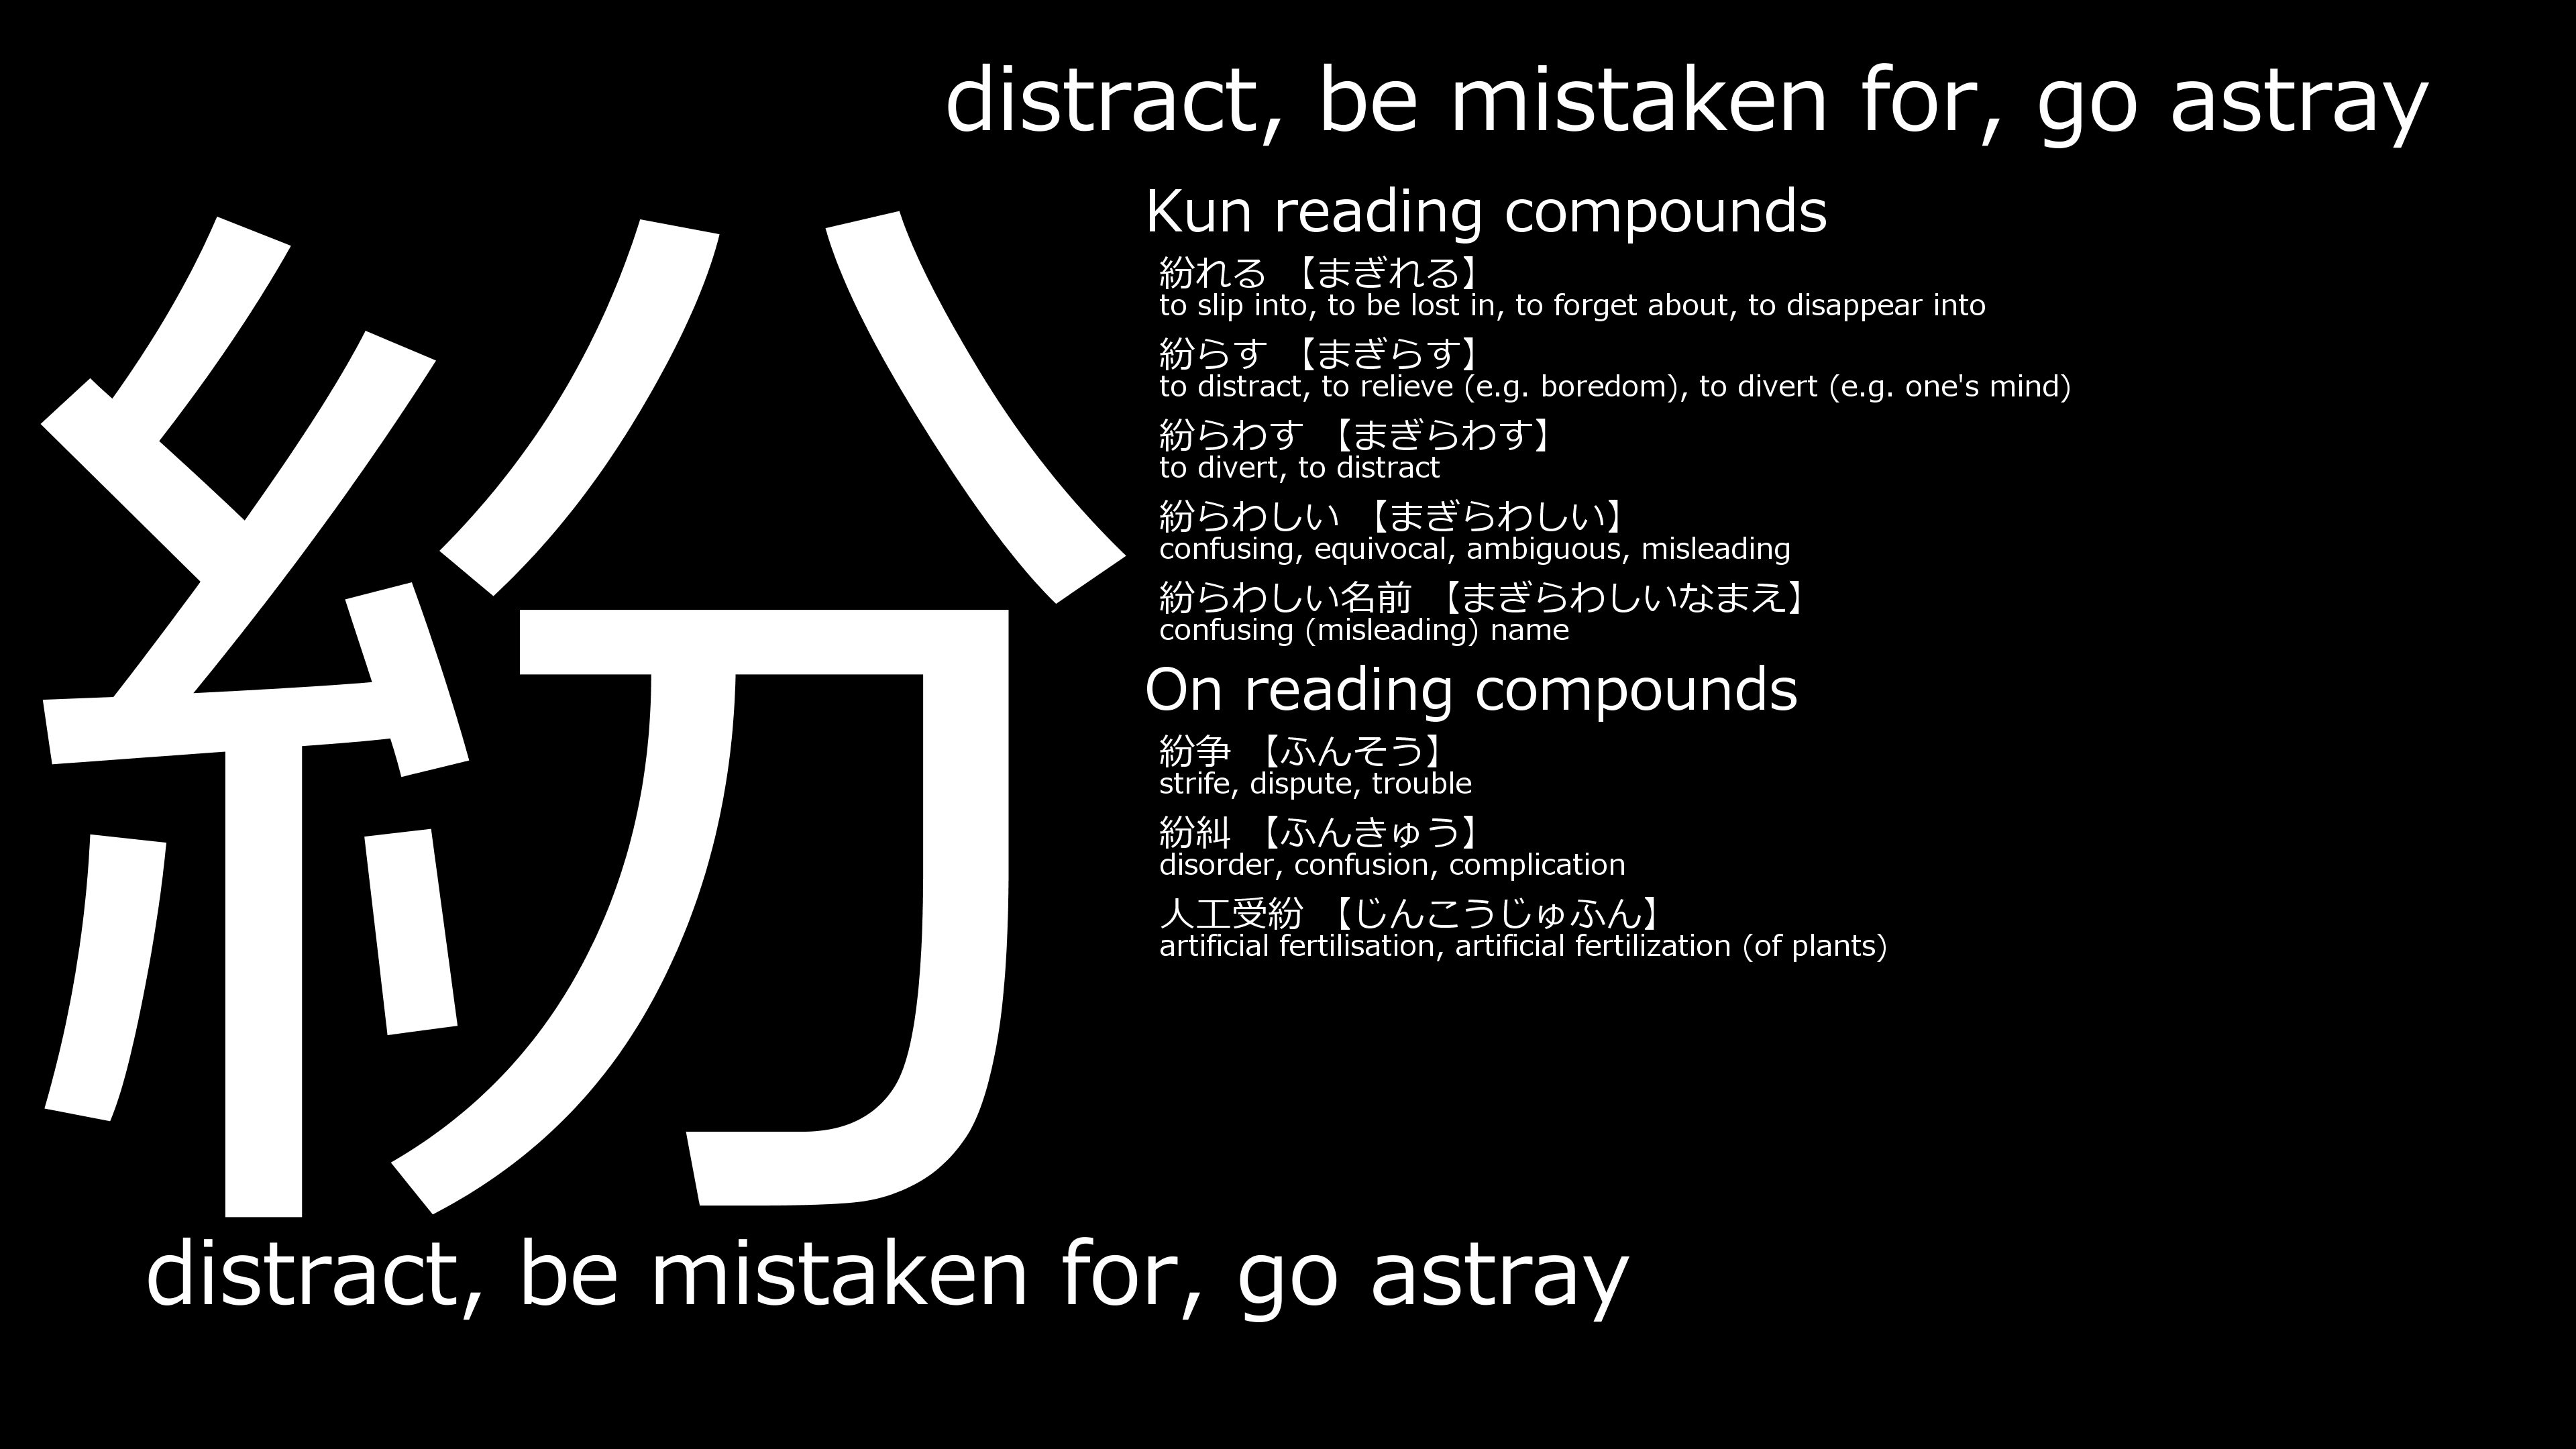 distract, be mistaken for, go astray
紛
Kun reading compounds
紛れる 【まぎれる】
to slip into, to be lost in, to forget about, to disappear into
紛らす 【まぎらす】
to distract, to relieve (e.g. boredom), to divert (e.g. one's mind)
紛らわす 【まぎらわす】
to divert, to distract
紛らわしい 【まぎらわしい】
confusing, equivocal, ambiguous, misleading
紛らわしい名前 【まぎらわしいなまえ】
confusing (misleading) name
On reading compounds
紛争 【ふんそう】
strife, dispute, trouble
紛糾 【ふんきゅう】
disorder, confusion, complication
人工受紛 【じんこうじゅふん】
artificial fertilisation, artificial fertilization (of plants)
distract, be mistaken for, go astray